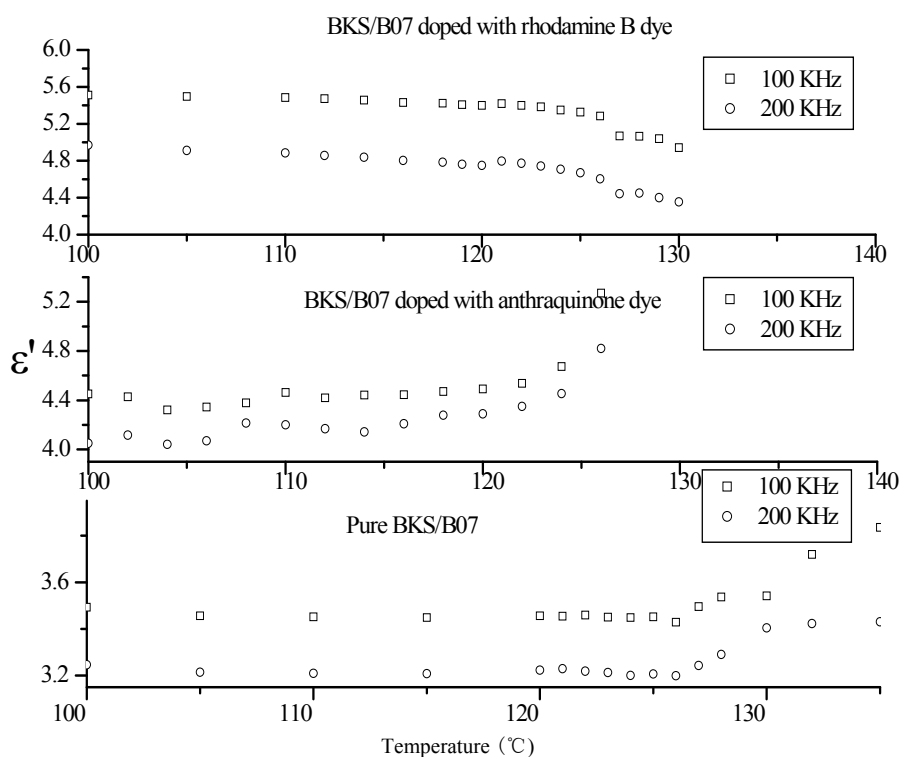 BKS/B07 doped with rhodamine B dye
6.0
5.6
5.2
4.8
4.4
4.0
100 KHz
200 KHz
100
110
120
130
140
BKS/B07 doped with anthraquinone dye
5.2
4.8
4.4
4.0
100 KHz
200 KHz
ε'
100
110
120
130
140
Pure BKS/B07
3.6
3.2
100 KHz
200 KHz
100
110
120
130
Temperature (℃)